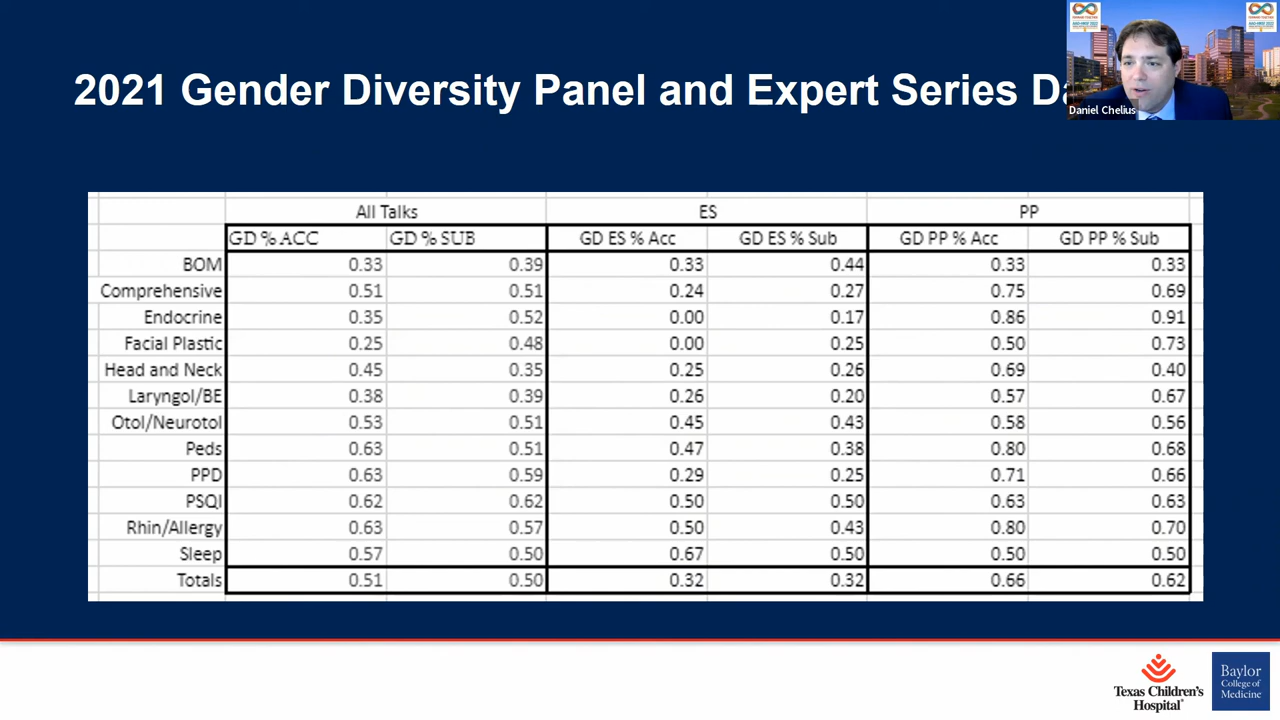 2021 Gender Diversity Panel and Expert Series
Daniel Chelius
All Talks ES PP
GD % ACC GD % SUB GD ES % Acc GD ES % Sub GD PP % Acc GD PP % Sub
BOM 0.33 0.39 0.33 0.44 0.33 0.33
Comprehensive 0.51 0.51 0.24 0.27 0.75 0.69
Endocrine 0.35 0.52 0.00 0.17 0.86 0.91
Facial Plastic 0.25 0.48 0.00 0.25 0.50 0.73
Head and Neck 0.45 0.35 0.25 0.26 0.69 0.40
Laryngol/BE 0.38 0.39 0.26 0.20 0.57 0.67
Otol/Neurotol 0.53 0.51 0.45 0.43 0.58 0.56
Peds 0.63 0.51 0.47 0.38 0.80 0.68
PPD 0.63 0.59 0.29 0.25 0.71 0.66
PSQI 0.62 0.62 0.50 0.50 0.63 0.63
Rhin/Allergy 0.63 0.57 0.50 0.43 0.80 0.70
Sleep 0.57 0.50 0.67 0.50 0.50 0.50
Totals 0.51 0.50 0.32 0.32 0.66 0.62
Texas Children's
Hospital
Baylor
College of
Medicine